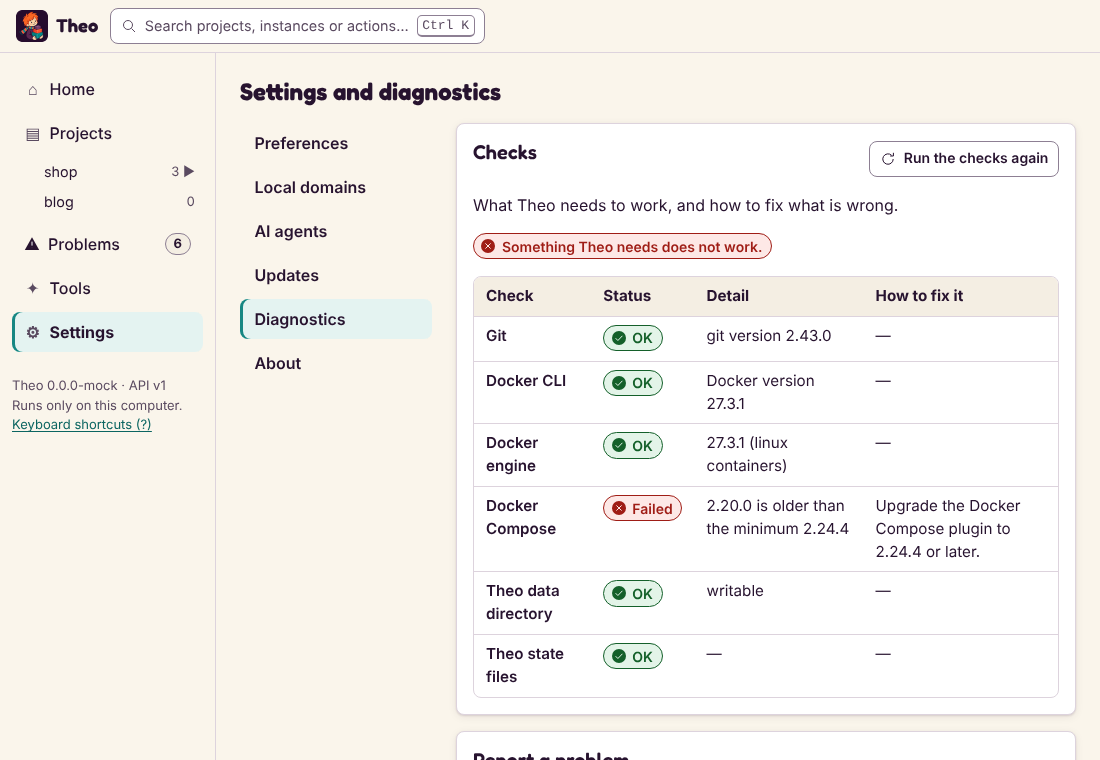 Theo
Search projects, instances or actions...
Ctrl K
Home
Projects
shop
3
blog
0
Problems
6
Tools
Settings
Theo 0.0.0-mock · API v1
Runs only on this computer.
Keyboard shortcuts (?)
Settings and diagnostics
Preferences
Local domains
AI agents
Updates
Diagnostics
About
Checks
Run the checks again
What Theo needs to work, and how to fix what is wrong.
Something Theo needs does not work.
Check Status Detail How to fix it
Git OK git version 2.43.0 —
Docker CLI OK Docker version
27.3.1
—
Docker
engine
OK
27.3.1 (linux
containers)
—
Docker
Compose
Failed
2.20.0 is older than
the minimum 2.24.4
Upgrade the Docker
Compose plugin to
2.24.4 or later.
Theo data
directory
OK
writable
—
Theo state
files
OK
—
—
Report a problem